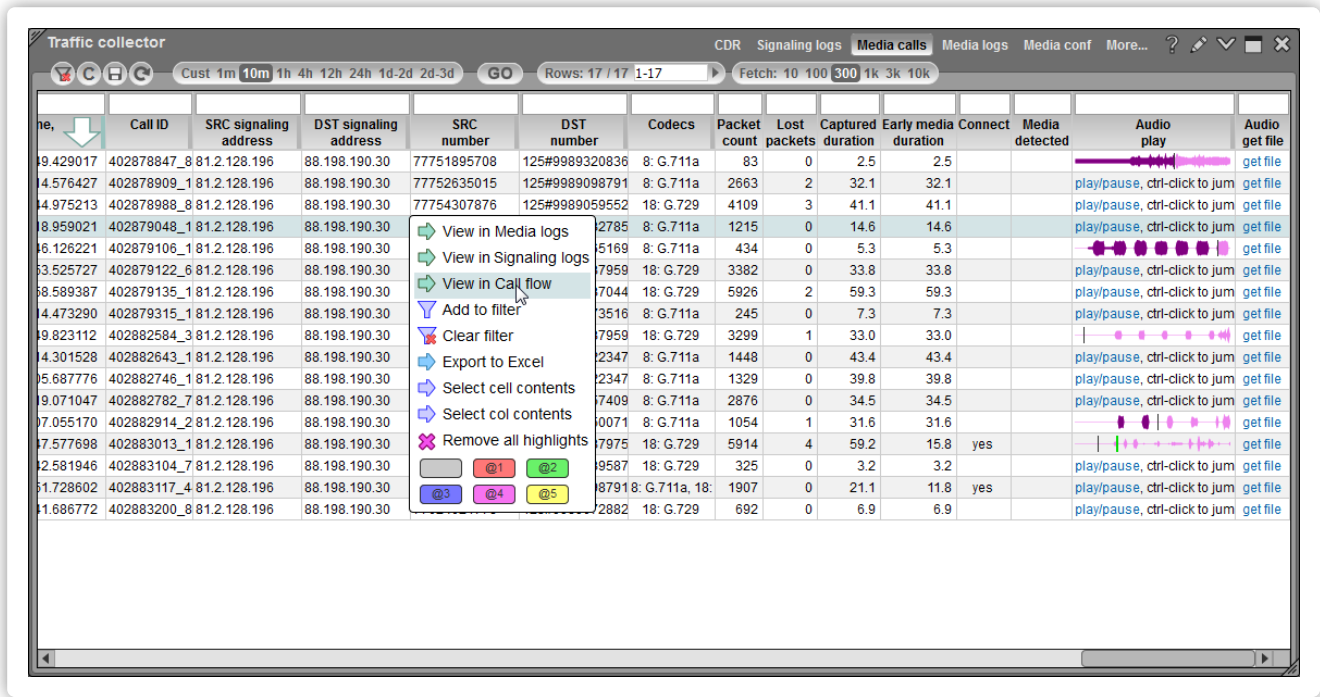 Traffic collector
CDR Signaling logs Media calls Media logs Media conf More... ?
C Cust 1m 10m 1h 4h 12h 24h 1d-2d 2d-3d GO Rows: 17 / 17 1-17 Fetch: 10 100 300 1k 3k 10k
ne, Call ID SRC signaling address DST signaling address SRC number DST number Codecs Packet count Lost packets Captured duration Early media duration Connect Media detected Audio play Audio get file
49.429017 402878847_8 81.2.128.196 88.198.190.30 77751895708 125#9989320836 8: G.711a 83 0 2.5 2.5 get file
14.576427 402878909_1 81.2.128.196 88.198.190.30 77752635015 125#9989098791 8: G.711a 2663 2 32.1 32.1 play/pause, ctrl-click to jum get file
44.975213 402878988_8 81.2.128.196 88.198.190.30 77754307876 125#9989059552 18: G.729 4109 3 41.1 41.1 play/pause, ctrl-click to jum get file
18.959021 402879048_1 81.2.128.196 88.198.190.30 32785 8: G.711a 1215 0 14.6 14.6 play/pause, ctrl-click to jum get file
46.126221 402879106_1 81.2.128.196 88.198.190.30 65169 8: G.711a 434 0 5.3 5.3 get file
53.525727 402879122_6 81.2.128.196 88.198.190.30 37959 18: G.729 3382 0 33.8 33.8 play/pause, ctrl-click to jum get file
58.589387 402879135_1 81.2.128.196 88.198.190.30 37044 18: G.729 5926 2 59.3 59.3 play/pause, ctrl-click to jum get file
14.473290 402879315_1 81.2.128.196 88.198.190.30 73516 8: G.711a 245 0 7.3 7.3 play/pause, ctrl-click to jum get file
49.823112 402882584_3 81.2.128.196 88.198.190.30 37959 18: G.729 3299 1 33.0 33.0 get file
14.301528 402882643_1 81.2.128.196 88.198.190.30 22347 8: G.711a 1448 0 43.4 43.4 play/pause, ctrl-click to jum get file
05.687776 402882746_1 81.2.128.196 88.198.190.30 22347 8: G.711a 1329 0 39.8 39.8 play/pause, ctrl-click to jum get file
19.071047 402882782_7 81.2.128.196 88.198.190.30 57409 8: G.711a 2876 0 34.5 34.5 play/pause, ctrl-click to jum get file
07.055170 402882914_2 81.2.128.196 88.198.190.30 50071 8: G.711a 1054 1 31.6 31.6 get file
47.577698 402883013_1 81.2.128.196 88.198.190.30 37975 18: G.729 5914 4 59.2 15.8 yes get file
42.581946 402883104_7 81.2.128.196 88.198.190.30 39587 18: G.729 325 0 3.2 3.2 play/pause, ctrl-click to jum get file
51.728602 402883117_4 81.2.128.196 88.198.190.30 98791 8: G.711a, 18: 1907 0 21.1 11.8 yes play/pause, ctrl-click to jum get file
41.686772 402883200_8 81.2.128.196 88.198.190.30 2882 18: G.729 692 0 6.9 6.9 play/pause, ctrl-click to jum get file
View in Media logs
View in Signaling logs
View in Call flow
Add to filter
Clear filter
Export to Excel
Select cell contents
Select col contents
Remove all highlights
@1 @2
@3 @4 @5